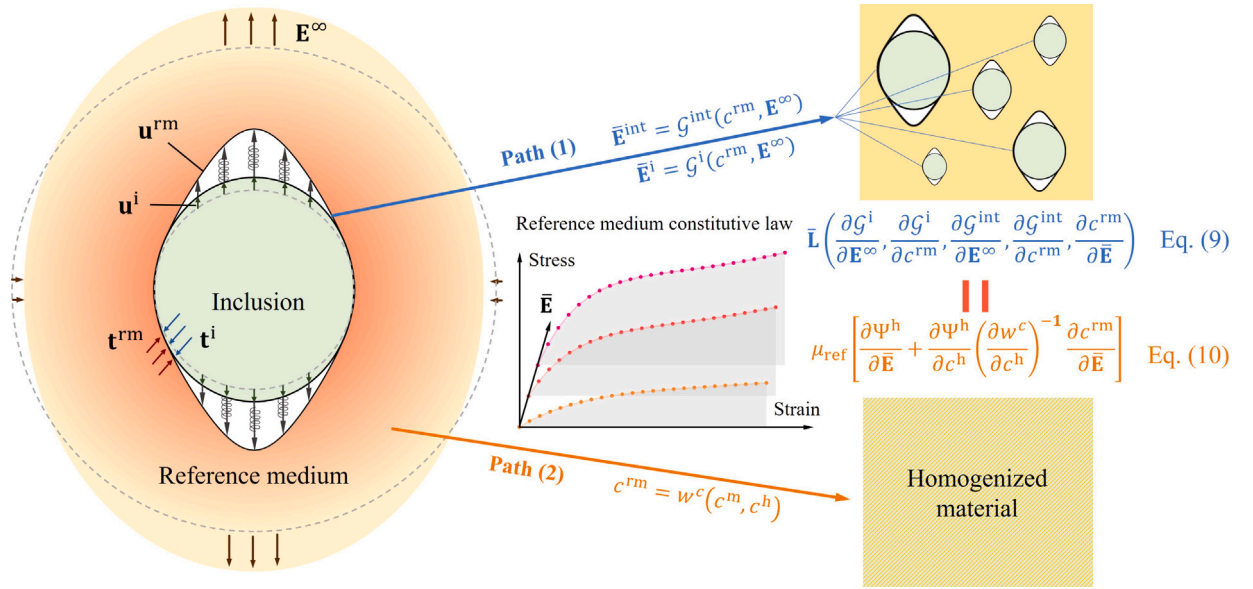 𝐄^∞
𝐮^rm
𝐮^i
Inclusion
𝐭^rm
𝐭^i
Reference medium
Path (1)
𝐄̄^int = 𝒢^int(c^rm, 𝐄^∞)
𝐄̄^i = 𝒢^i(c^rm, 𝐄^∞)
Reference medium constitutive law
Stress
𝐄̄
Strain
𝐋̄(∂𝒢^i/∂𝐄^∞, ∂𝒢^i/∂c^rm, ∂𝒢^int/∂𝐄^∞, ∂𝒢^int/∂c^rm, ∂c^rm/∂𝐄̄) Eq. (9)
=
μ_ref[∂Ψ^h/∂𝐄̄ + ∂Ψ^h/∂c^h (∂w^c/∂c^h)^−1 ∂c^rm/∂𝐄̄] Eq. (10)
Path (2)
c^rm = w^c(c^m, c^h)
Homogenized
material